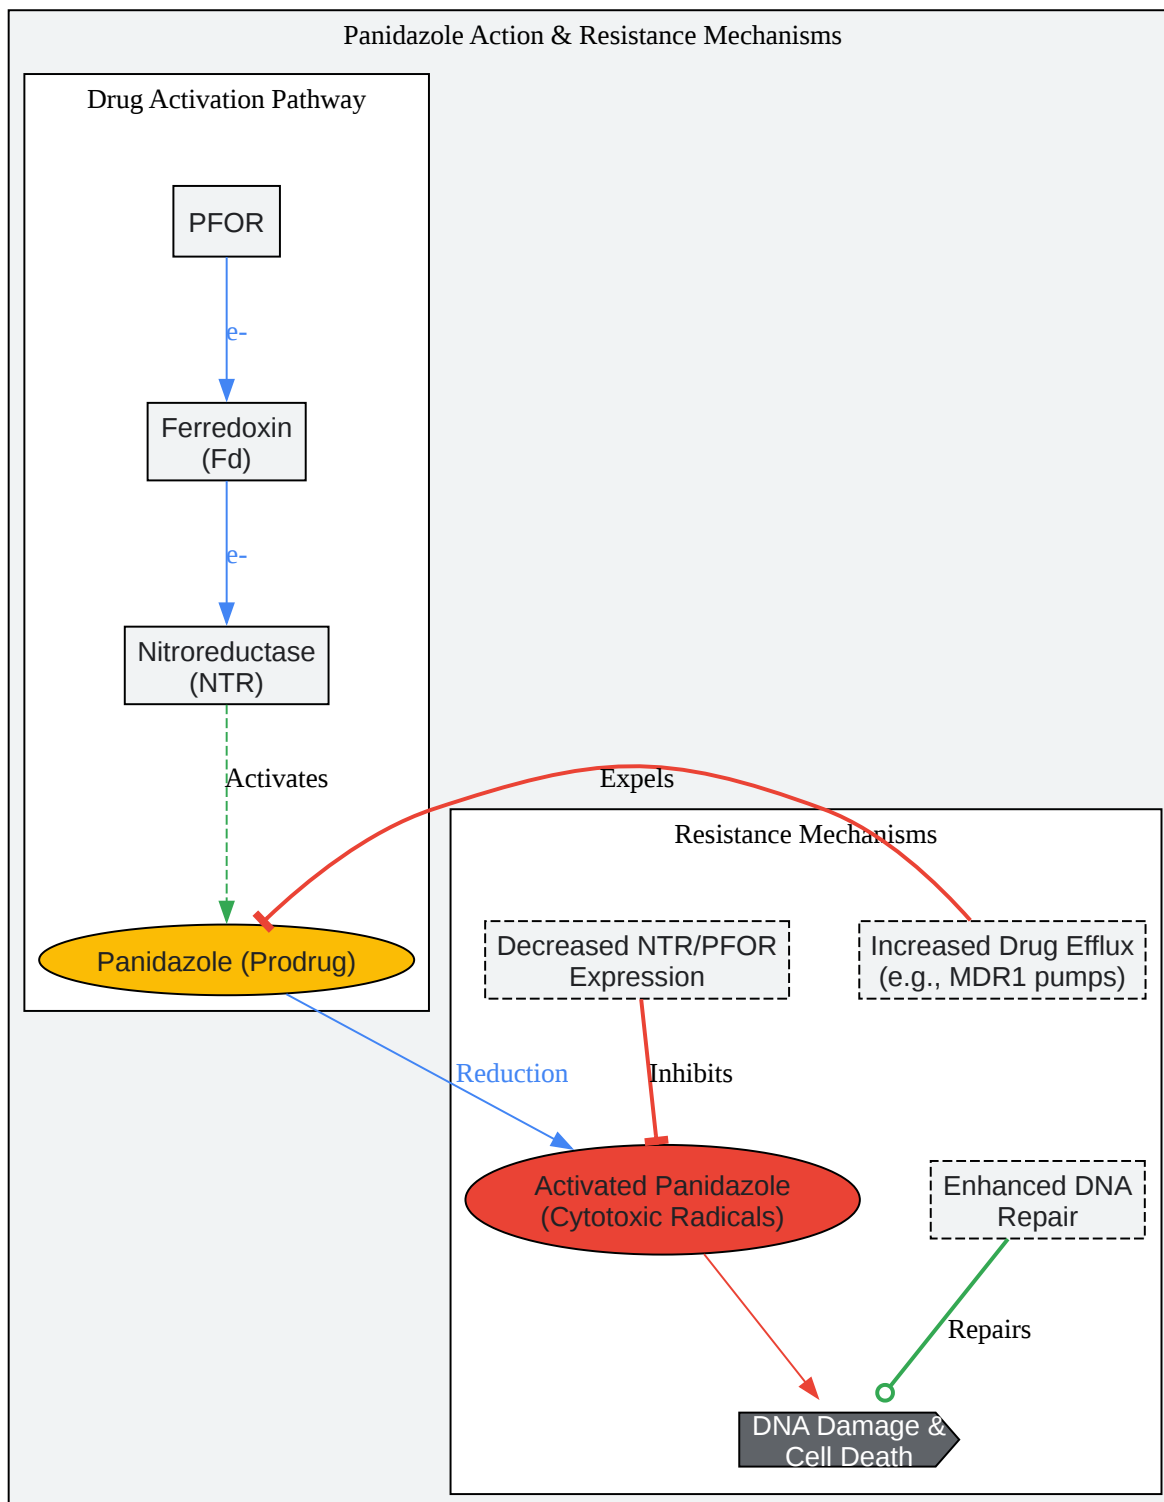 Panidazole Action & Resistance Mechanisms
Drug Activation Pathway
PFOR
e-
Ferredoxin
(Fd)
e-
Nitroreductase
(NTR)
Activates
Expels
Panidazole (Prodrug)
Resistance Mechanisms
Decreased NTR/PFOR
Expression
Increased Drug Efflux
(e.g., MDR1 pumps)
Reduction
Inhibits
Activated Panidazole
(Cytotoxic Radicals)
Enhanced DNA
Repair
Repairs
DNA Damage &
Cell Death